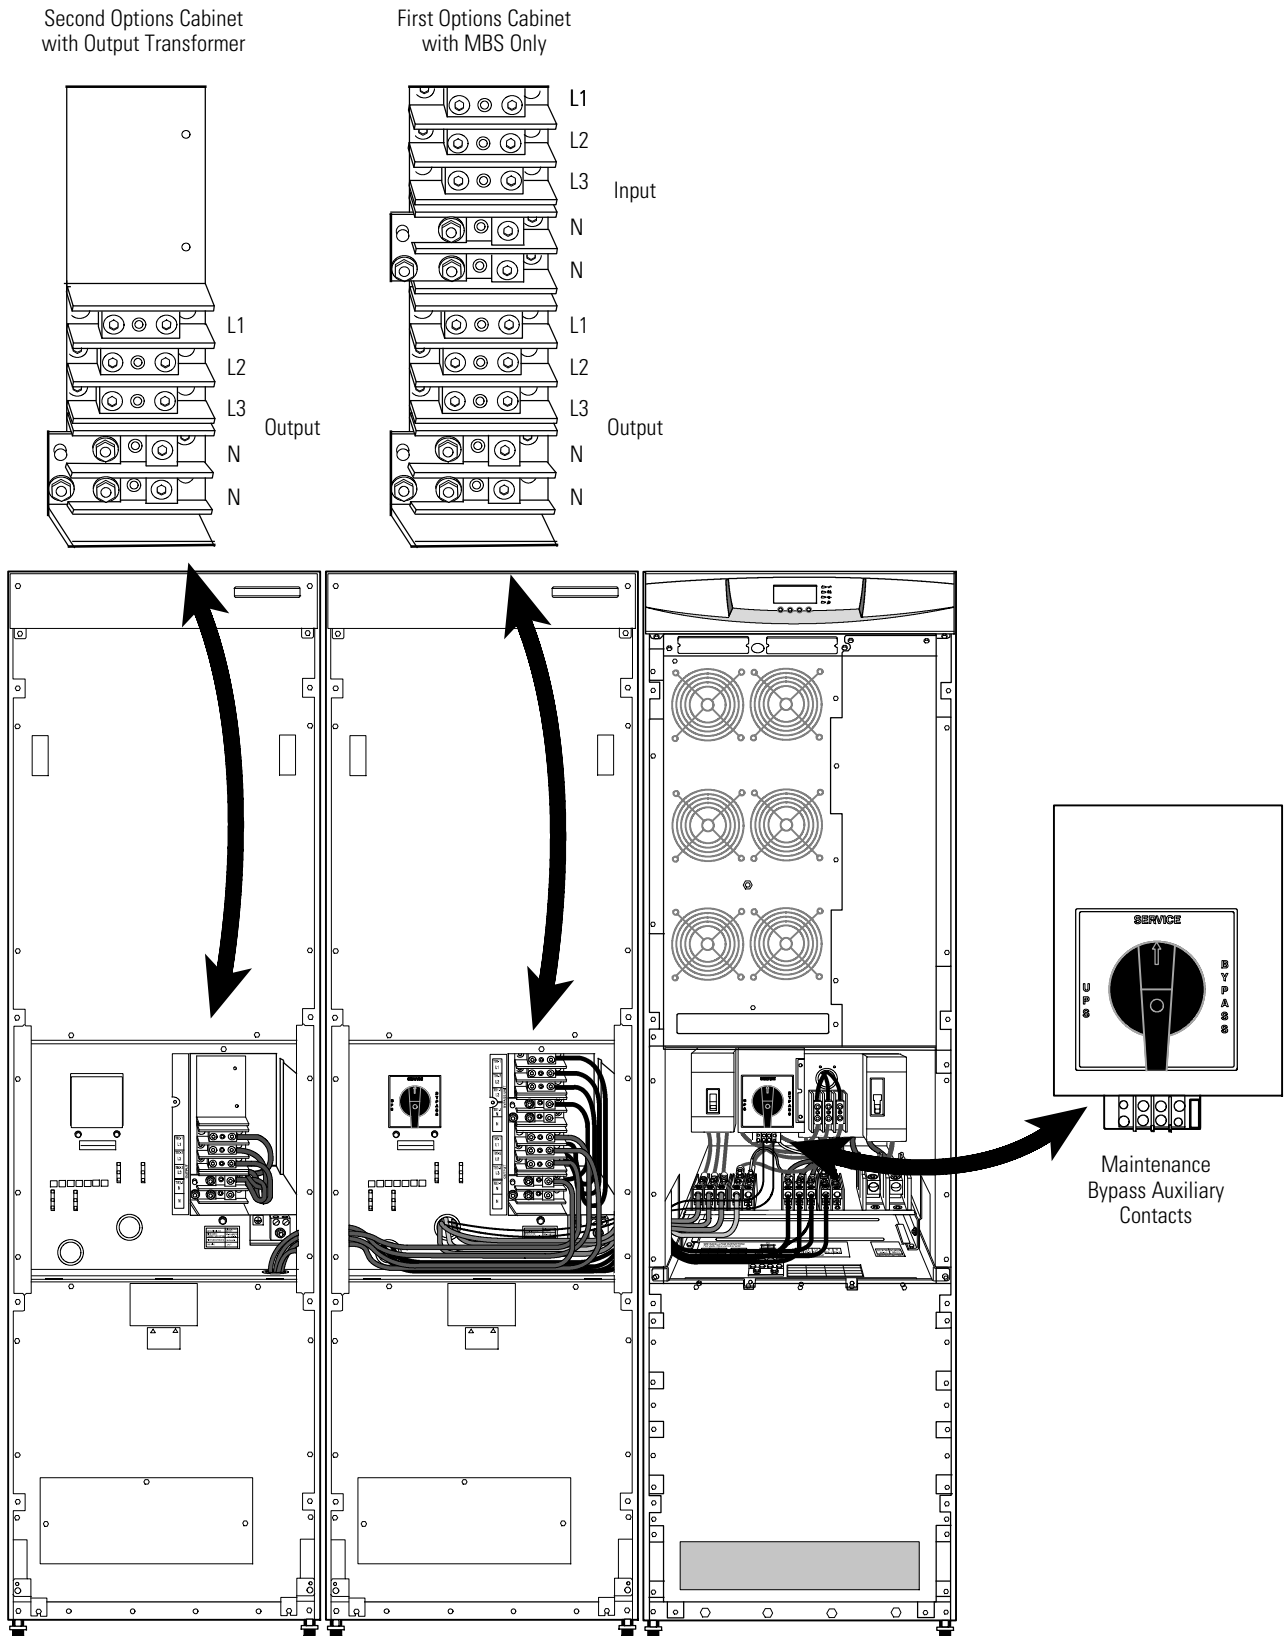 Second Options Cabinet
with Output Transformer
First Options Cabinet
with MBS Only
L1
L2
L3
Input
N
N
L1
L2
L3
Output
N
N
L1
L2
L3
Output
N
N
SERVICE
UPS
BYPASS
Maintenance
Bypass Auxiliary
Contacts